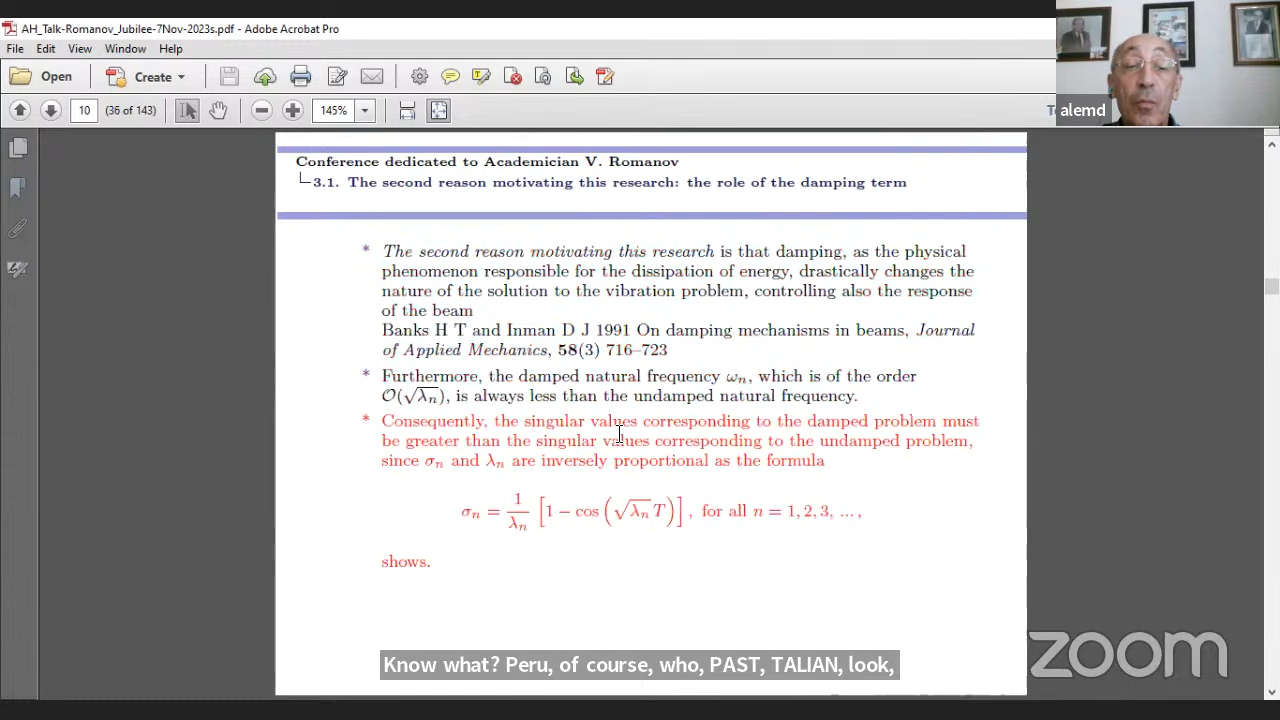 AH_Talk-Romanov_Jubilee-7Nov-2023s.pdf - Adobe Acrobat Pro
File Edit View Window Help
Open Create
10 (36 of 143) 145%
alemd
Conference dedicated to Academician V. Romanov
3.1. The second reason motivating this research: the role of the damping term
* The second reason motivating this research is that damping, as the physical
phenomenon responsible for the dissipation of energy, drastically changes the
nature of the solution to the vibration problem, controlling also the response
of the beam
Banks H T and Inman D J 1991 On damping mechanisms in beams, Journal
of Applied Mechanics, 58(3) 716–723
* Furthermore, the damped natural frequency ωₙ, which is of the order
𝒪(√λₙ), is always less than the undamped natural frequency.
* Consequently, the singular values corresponding to the damped problem must
be greater than the singular values corresponding to the undamped problem,
since σₙ and λₙ are inversely proportional as the formula
σₙ = 1/λₙ [1 − cos(√λₙ T)], for all n = 1, 2, 3, ...,
shows.
Know what? Peru, of course, who, PAST, TALIAN, look,
zoom